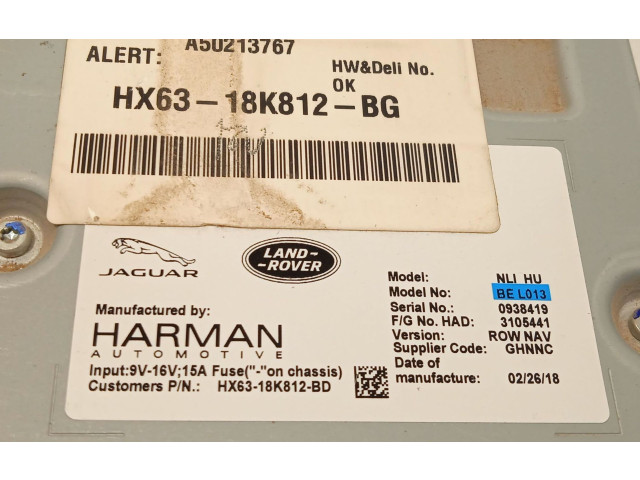 A50213767
ALERT:
HW&Deli No.
OK
HX63-18K812-BG
JAGUAR
LAND-
-ROVER
Manufactured by:
HARMAN
AUTOMOTIVE
Input:9V-16V;15A Fuse("-"on chassis)
Customers P/N.: HX63-18K812-BD
Model: NLI HU
Model No: BE L013
Serial No.: 0938419
F/G No. HAD: 3105441
Version: ROW NAV
Supplier Code: GHNNC
Date of
manufacture: 02/26/18